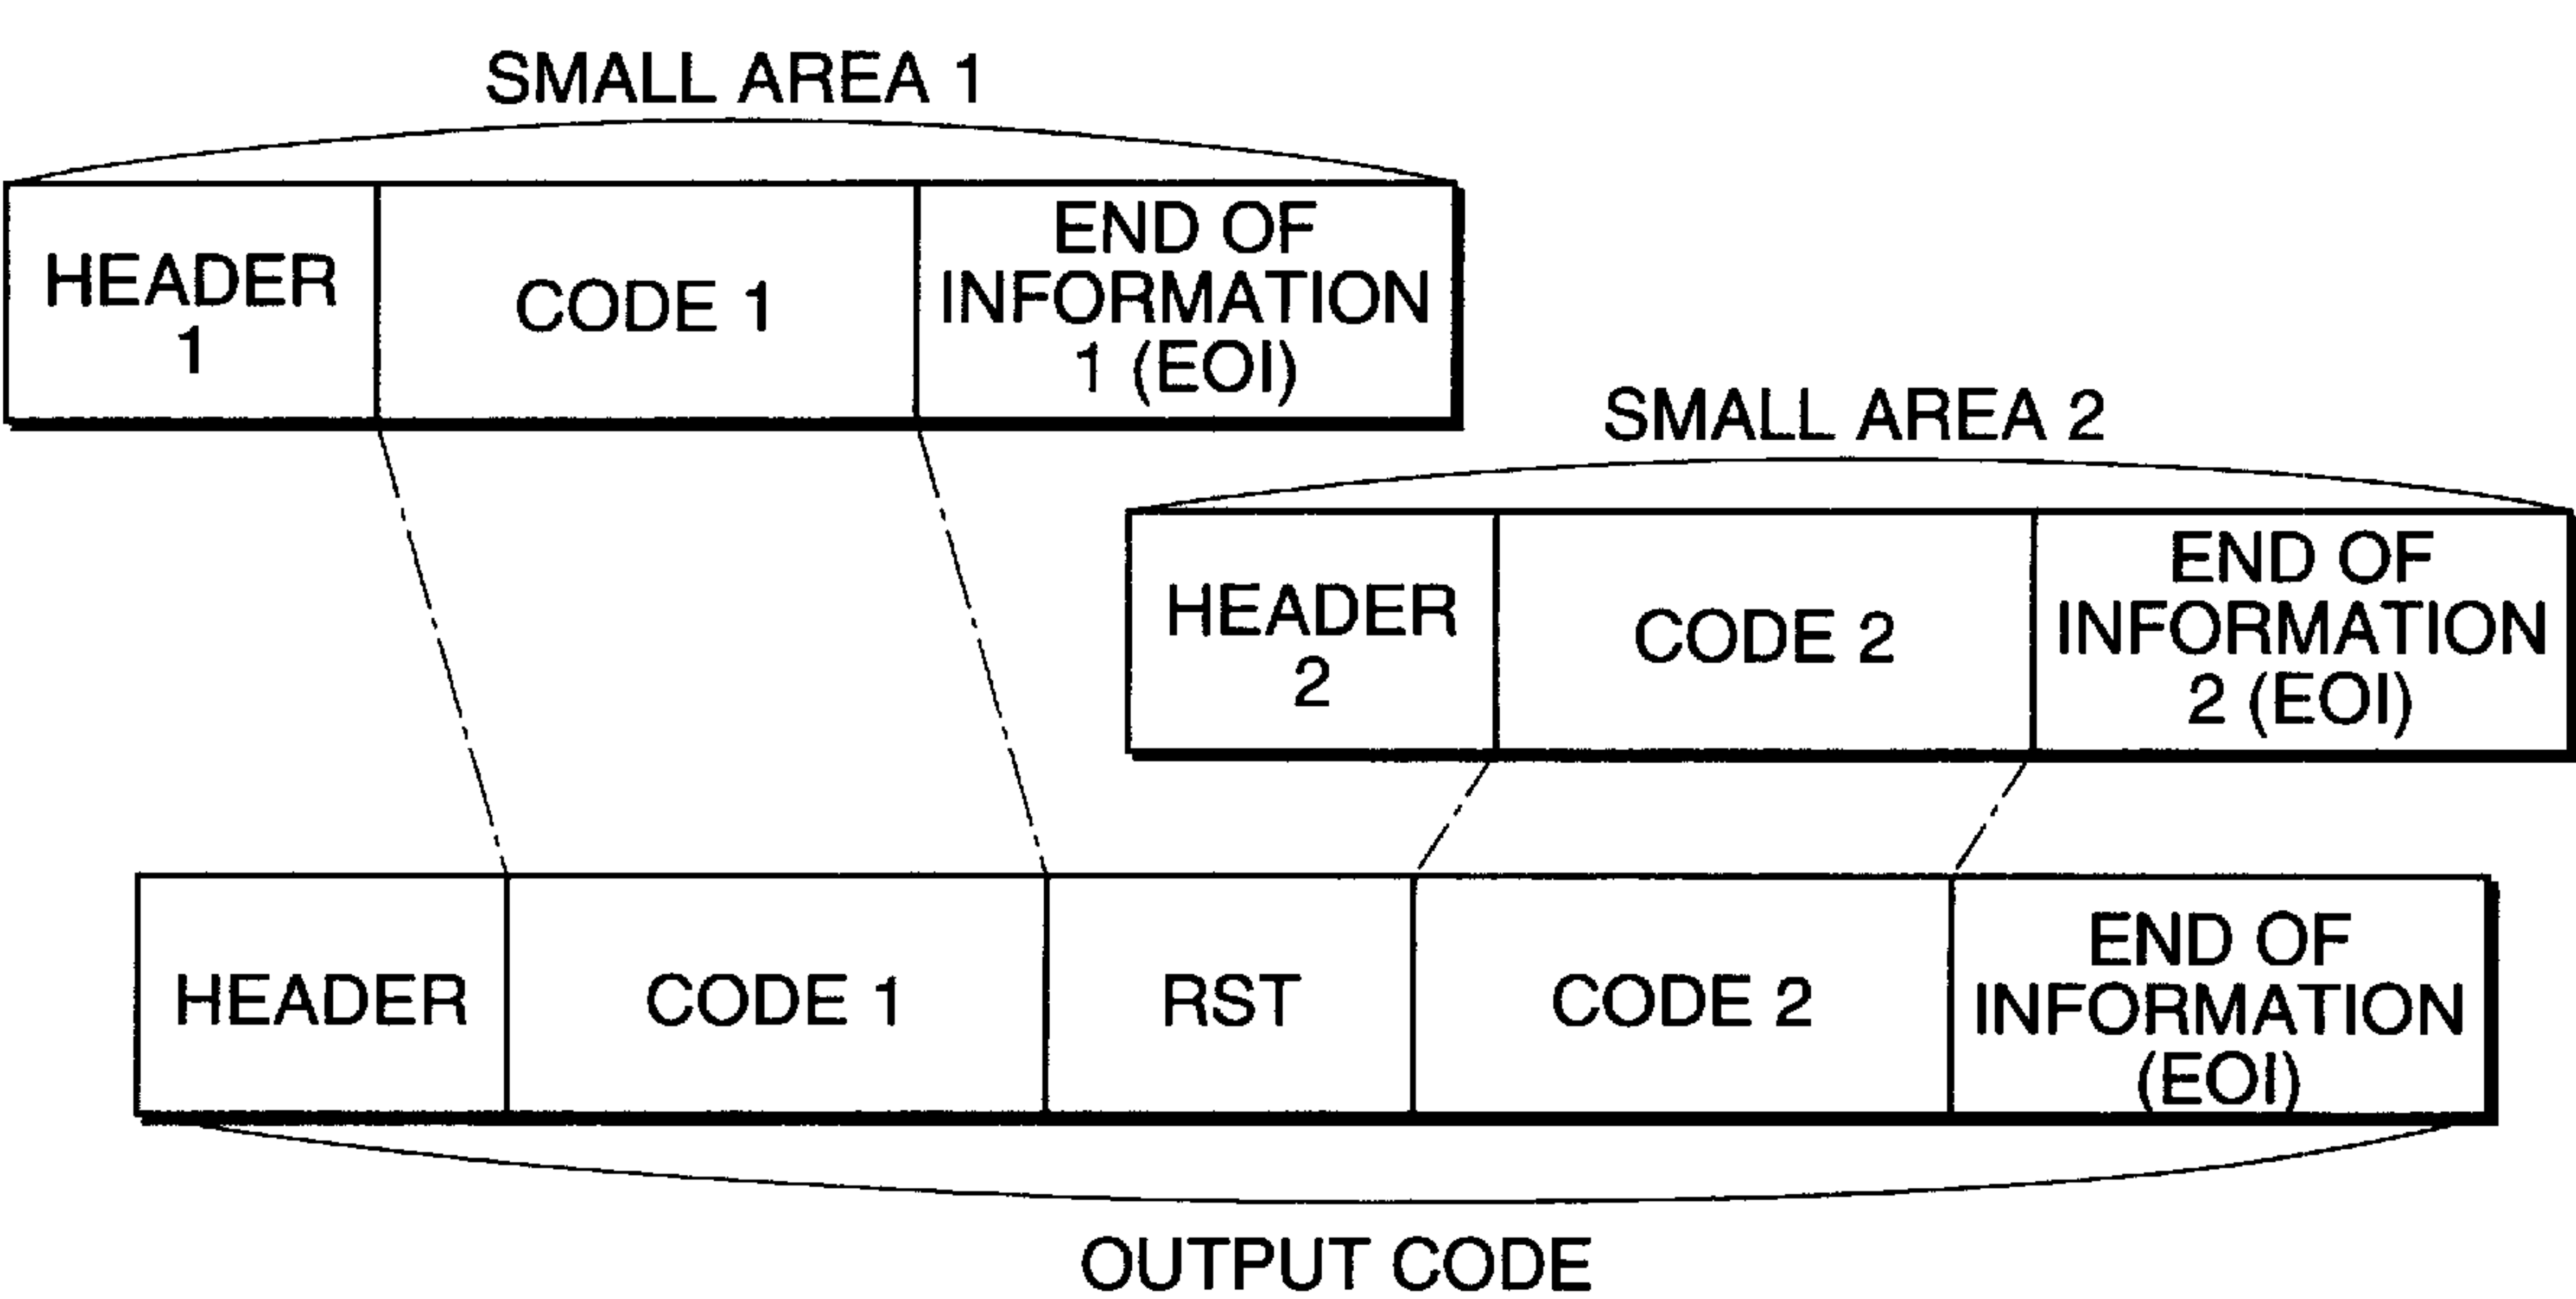 SMALL AREA 1
HEADER
1
CODE 1
END OF
INFORMATION
1 (EOI)
SMALL AREA 2
HEADER
2
CODE 2
END OF
INFORMATION
2 (EOI)
HEADER
CODE 1
RST
CODE 2
END OF
INFORMATION
(EOI)
OUTPUT CODE